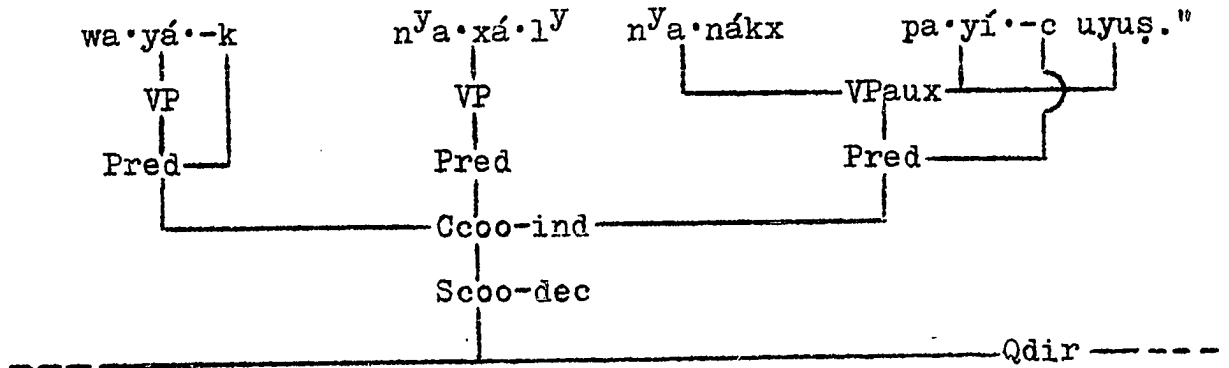 wa·yá·-k nʸa·xá·lʸ nʸa·nákx pa·yí·-c uyuṣ."
VP VP VPaux
Pred Pred Pred
Ccoo-ind
Scoo-dec
Qdir